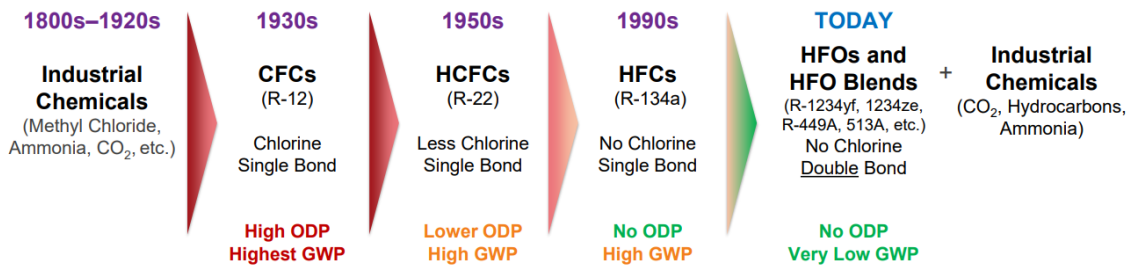 1800s–1920s
Industrial
Chemicals
(Methyl Chloride,
Ammonia, CO₂, etc.)
1930s
CFCs
(R-12)
Chlorine
Single Bond
High ODP
Highest GWP
1950s
HCFCs
(R-22)
Less Chlorine
Single Bond
Lower ODP
High GWP
1990s
HFCs
(R-134a)
No Chlorine
Single Bond
No ODP
High GWP
TODAY
HFOs and
HFO Blends
(R-1234yf, 1234ze,
R-449A, 513A, etc.)
No Chlorine
Double Bond
No ODP
Very Low GWP
+
Industrial
Chemicals
(CO₂, Hydrocarbons,
Ammonia)